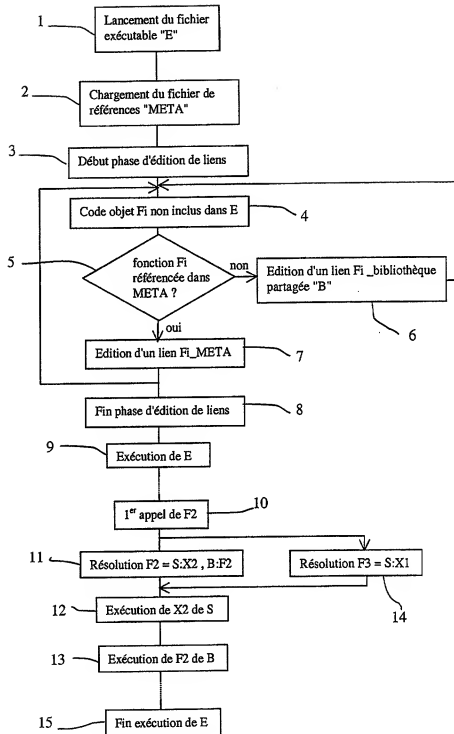 1
Lancement du fichier
exécutable "E"
2
Chargement du fichier de
références "META"
3
Début phase d'édition de liens
Code objet Fi non inclus dans E
4
5
fonction Fi
référencée dans
META ?
non
Edition d'un lien Fi _bibliothèque
partagée "B"
6
oui
Edition d'un lien Fi_META
7
Fin phase d'édition de liens
8
9
Exécution de E
1er appel de F2
10
11
Résolution F2 = S:X2 , B:F2
Résolution F3 = S:X1
14
12
Exécution de X2 de S
13
Exécution de F2 de B
15
Fin exécution de E